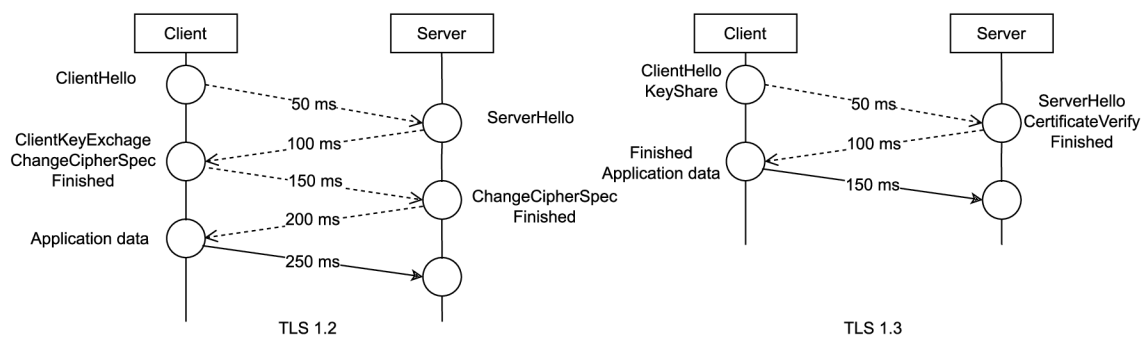 Client
Server
ClientHello
50 ms
ServerHello
100 ms
ClientKeyExchage
ChangeCipherSpec
Finished
150 ms
ChangeCipherSpec
Finished
200 ms
Application data
250 ms
TLS 1.2
Client
Server
ClientHello
KeyShare
50 ms
ServerHello
CertificateVerify
Finished
100 ms
Finished
Application data
150 ms
TLS 1.3